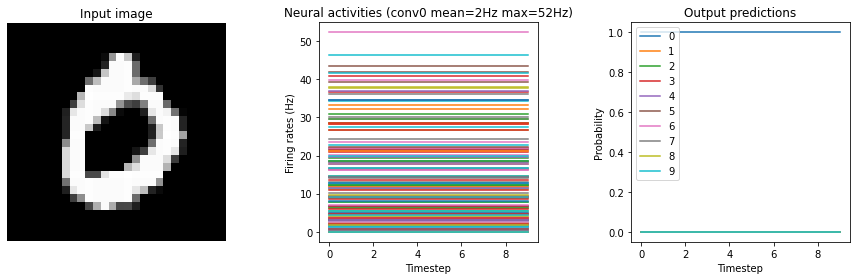 Input image
Neural activities (conv0 mean=2Hz max=52Hz)
Output predictions
Firing rates (Hz)
50
40
30
20
10
0
0 2 4 6 8
Timestep
Probability
1.0
0.8
0.6
0.4
0.2
0.0
0
1
2
3
4
5
6
7
8
9
0 2 4 6 8
Timestep